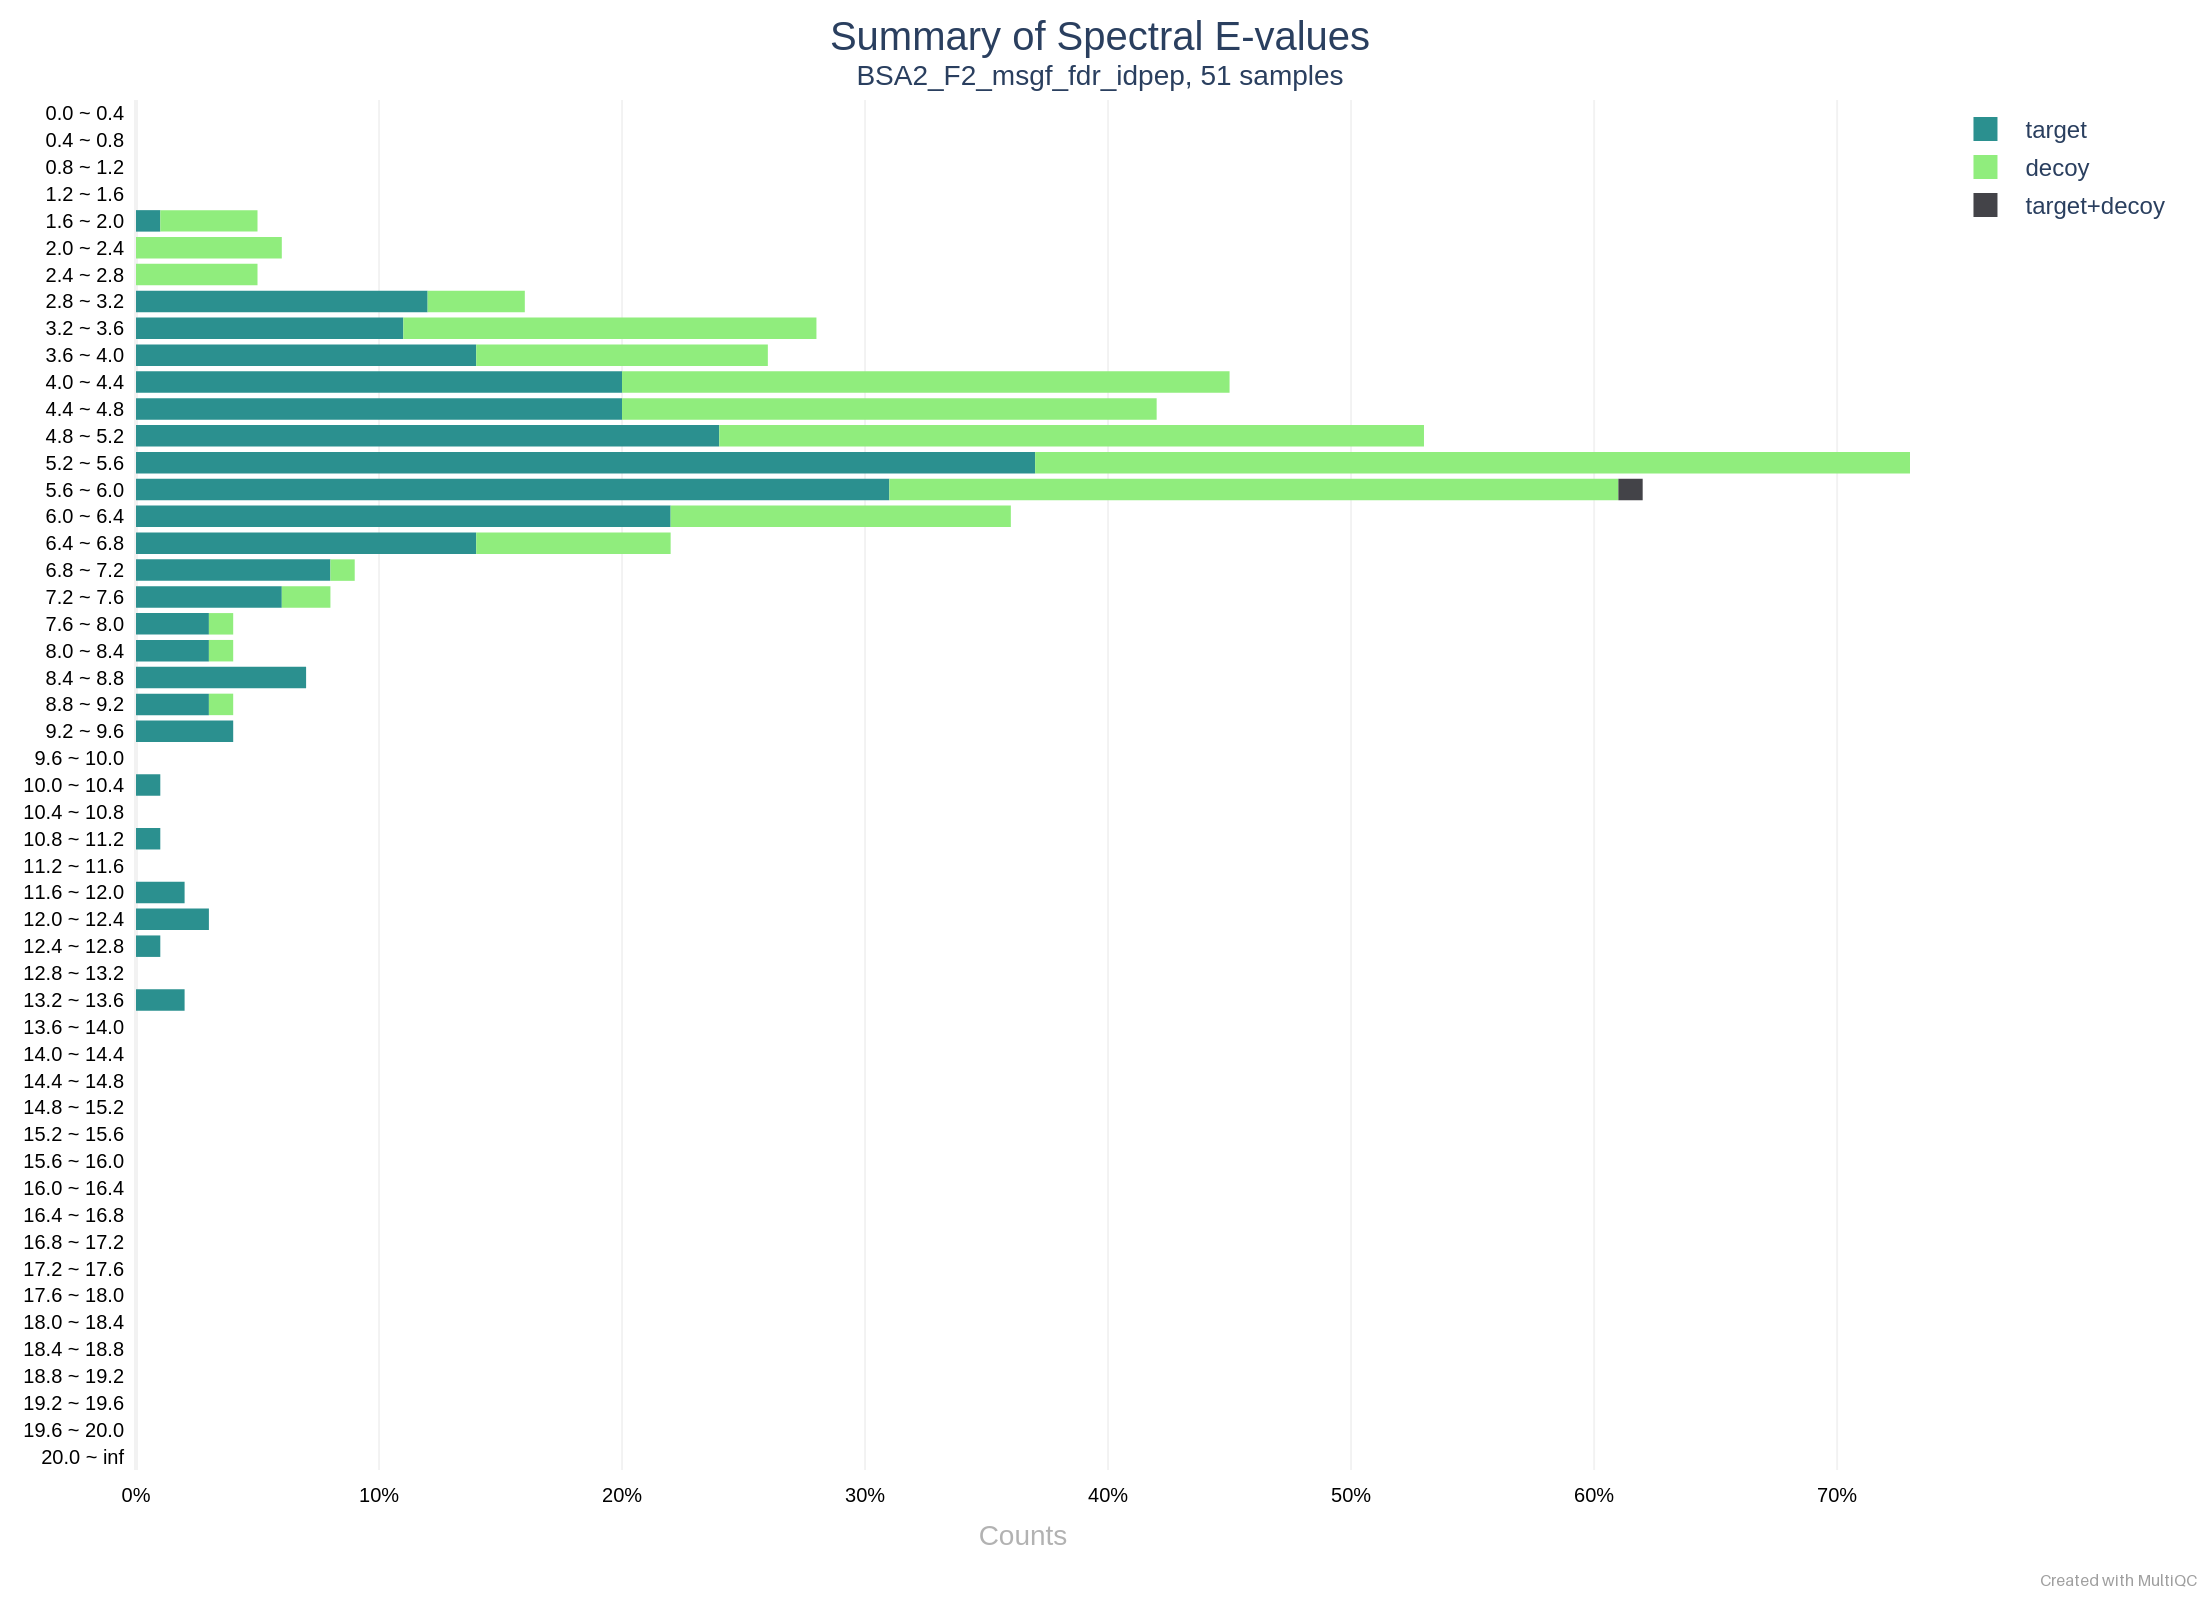 Summary of Spectral E-values
BSA2_F2_msgf_fdr_idpep, 51 samples
0.0 ~ 0.4
0.4 ~ 0.8
0.8 ~ 1.2
1.2 ~ 1.6
1.6 ~ 2.0
2.0 ~ 2.4
2.4 ~ 2.8
2.8 ~ 3.2
3.2 ~ 3.6
3.6 ~ 4.0
4.0 ~ 4.4
4.4 ~ 4.8
4.8 ~ 5.2
5.2 ~ 5.6
5.6 ~ 6.0
6.0 ~ 6.4
6.4 ~ 6.8
6.8 ~ 7.2
7.2 ~ 7.6
7.6 ~ 8.0
8.0 ~ 8.4
8.4 ~ 8.8
8.8 ~ 9.2
9.2 ~ 9.6
9.6 ~ 10.0
10.0 ~ 10.4
10.4 ~ 10.8
10.8 ~ 11.2
11.2 ~ 11.6
11.6 ~ 12.0
12.0 ~ 12.4
12.4 ~ 12.8
12.8 ~ 13.2
13.2 ~ 13.6
13.6 ~ 14.0
14.0 ~ 14.4
14.4 ~ 14.8
14.8 ~ 15.2
15.2 ~ 15.6
15.6 ~ 16.0
16.0 ~ 16.4
16.4 ~ 16.8
16.8 ~ 17.2
17.2 ~ 17.6
17.6 ~ 18.0
18.0 ~ 18.4
18.4 ~ 18.8
18.8 ~ 19.2
19.2 ~ 19.6
19.6 ~ 20.0
20.0 ~ inf
0% 10% 20% 30% 40% 50% 60% 70%
Counts
target
decoy
target+decoy
Created with MultiQC